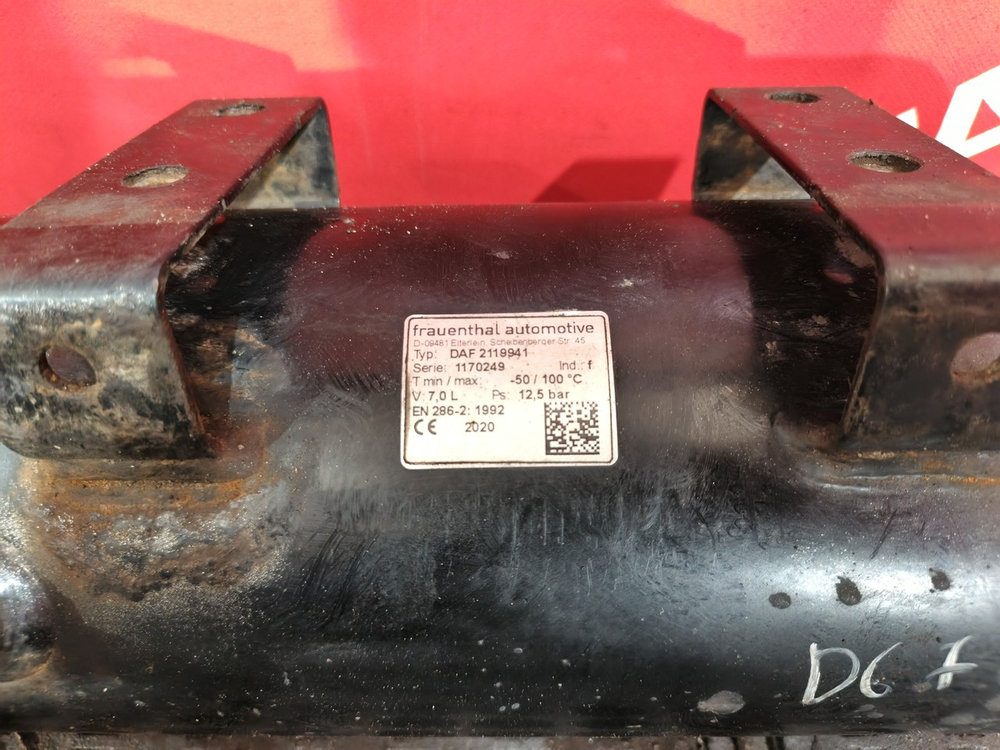 frauenthal automotive
D-09481 Elterlein, Scheibenberger Str. 45
Typ: DAF 2119941
Serie: 1170249 Ind.: f
T min / max: -50 / 100 °C
V: 7,0 L Ps: 12,5 bar
EN 286-2: 1992
CE 2020
D6 7